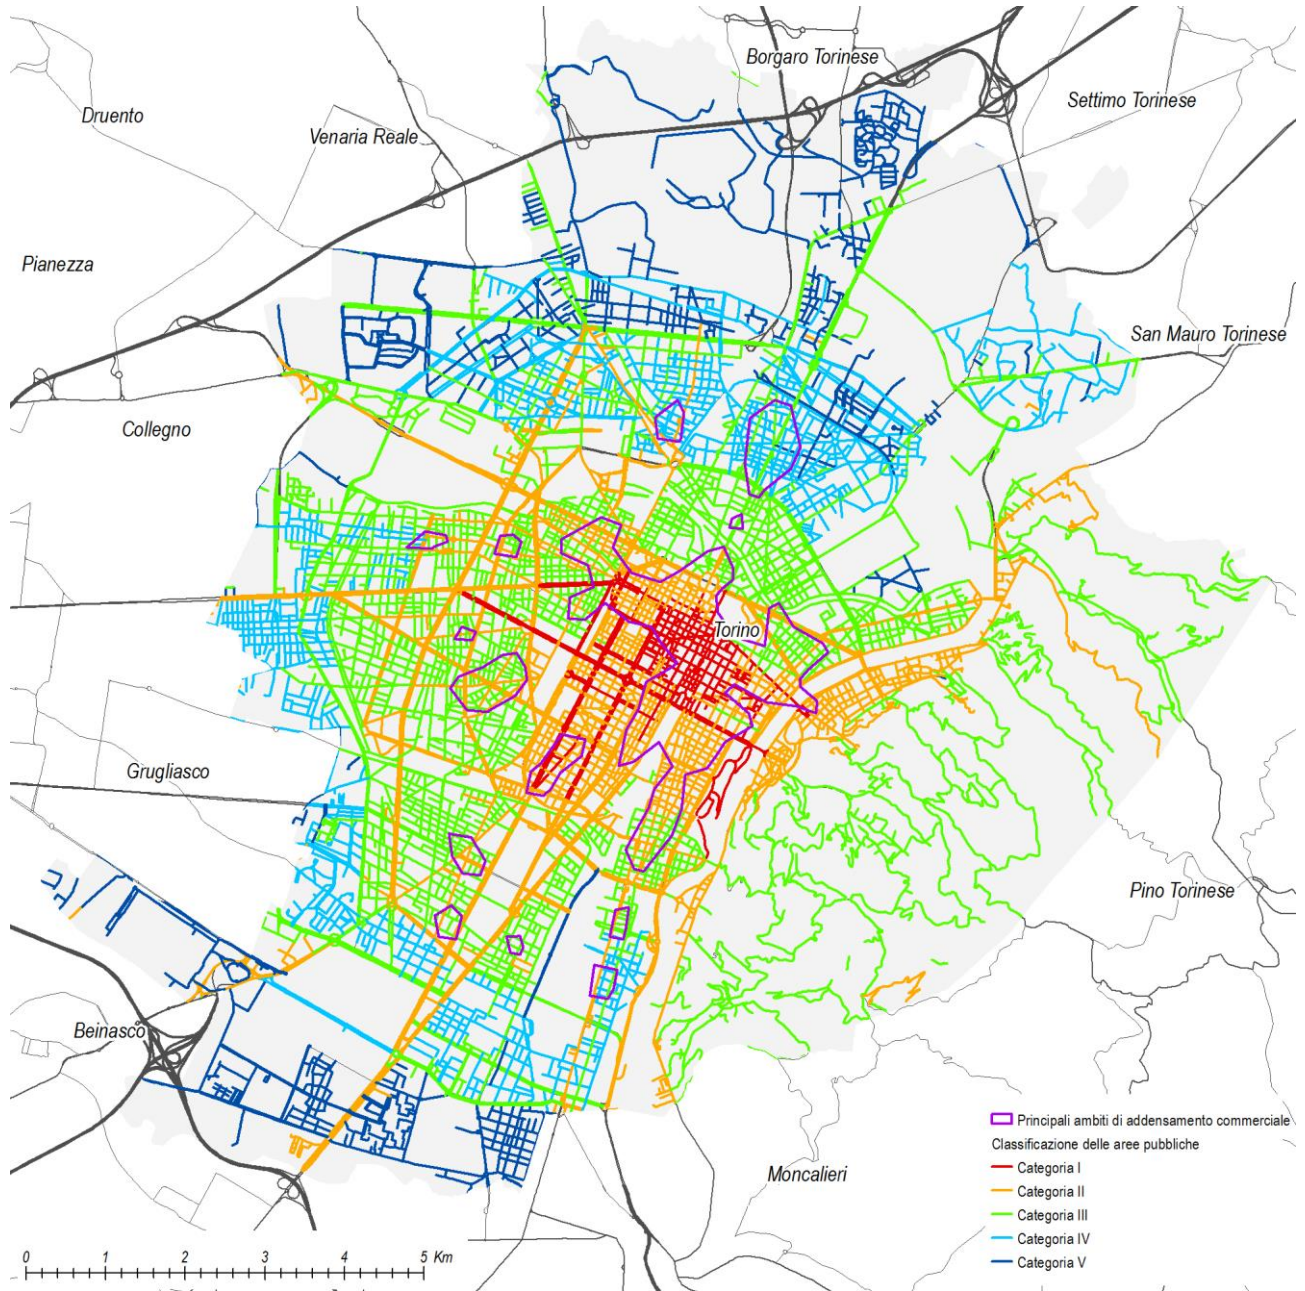 Borgaro Torinese
Settimo Torinese
Druento
Venaria Reale
Pianezza
San Mauro Torinese
Collegno
Torino
Grugliasco
Pino Torinese
Beinasco
Moncalieri
Principali ambiti di addensamento commerciale
Classificazione delle aree pubbliche
Categoria I
Categoria II
Categoria III
Categoria IV
Categoria V
0 1 2 3 4 5 Km